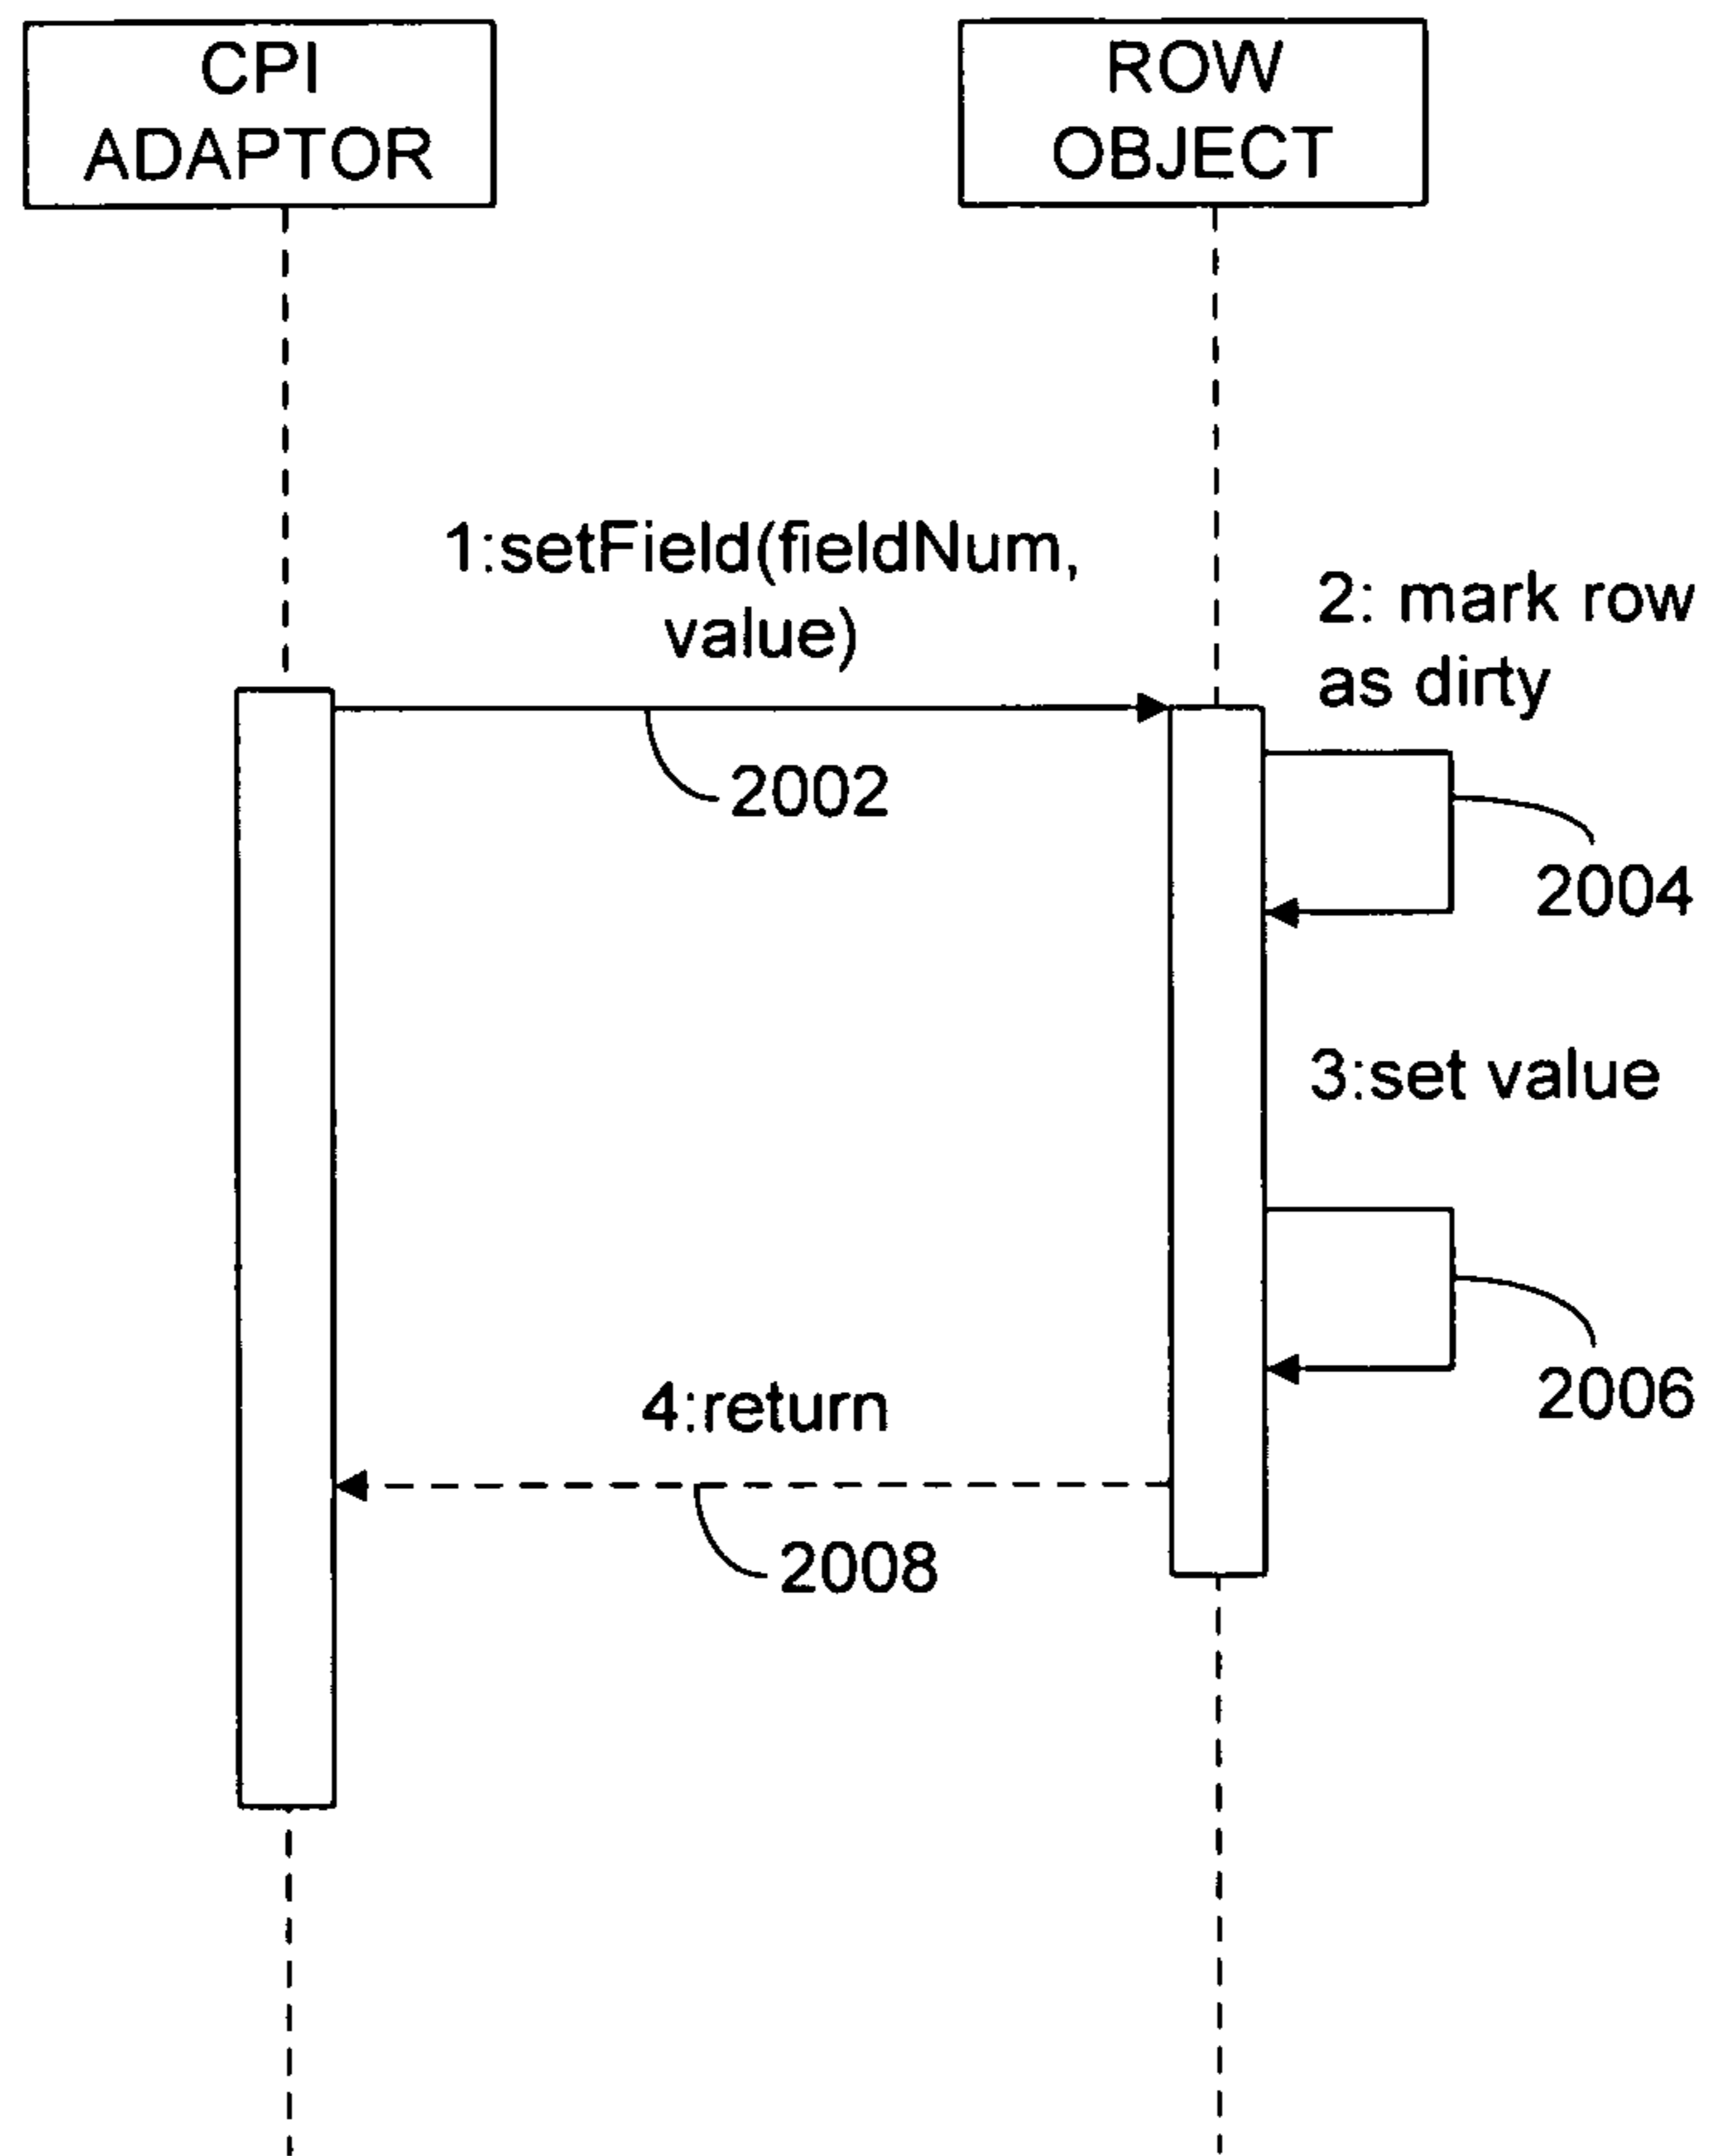 CPI
ADAPTOR
ROW
OBJECT
1:setField(fieldNum,
value)
2: mark row
as dirty
2002
2004
3:set value
2006
4:return
2008